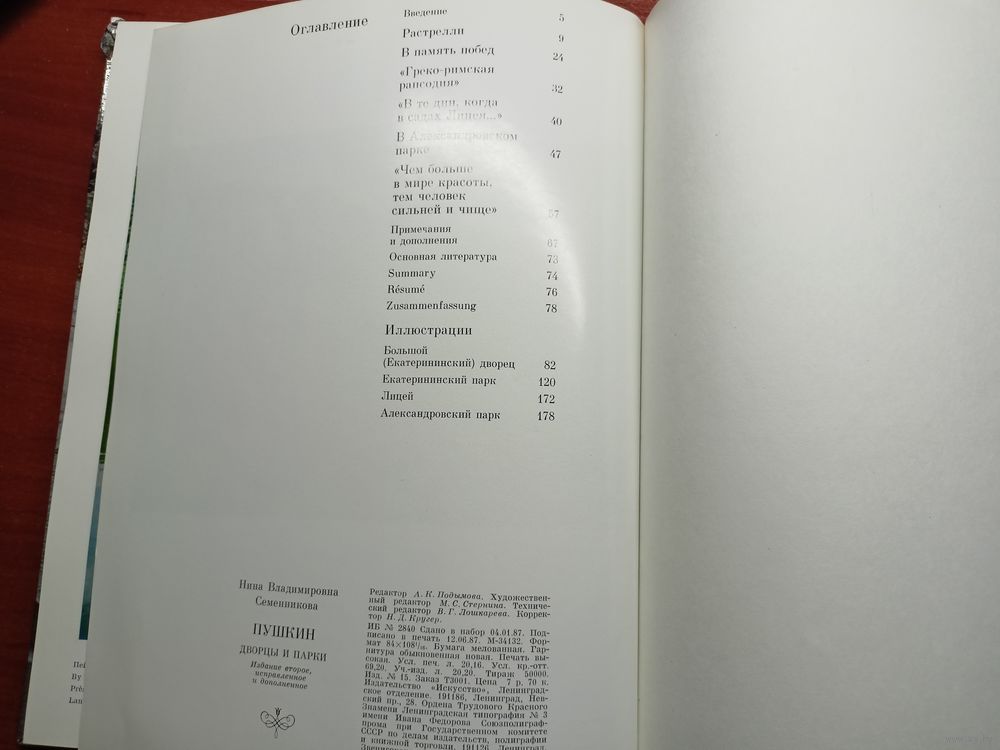 Оглавление
Введение 5
Растрелли 9
В память побед 24
«Греко-римская
рапсодия» 32
«В те дни, когда
в садах Лицея...» 40
В Александровском
парке 47
«Чем больше
в мире красоты,
тем человек
сильней и чище» 57
Примечания
и дополнения 67
Основная литература 73
Summary 74
Résumé 76
Zusammenfassung 78
Иллюстрации
Большой
(Екатерининский) дворец 82
Екатерининский парк 120
Лицей 172
Александровский парк 178
Нина Владимировна
Семенникова
ПУШКИН
ДВОРЦЫ И ПАРКИ
Издание второе,
исправленное
и дополненное
Редактор А. К. Подымова. Художествен-
ный редактор М. С. Стернина. Техниче-
ский редактор В. Г. Лошкарева. Коррек-
тор Н. Д. Кругер.
ИБ № 2840 Сдано в набор 04.01.87. Под-
писано в печать 12.06.87. М-34132. Фор-
мат 84×108¹/₁₆. Бумага мелованная. Гар-
нитура обыкновенная новая. Печать вы-
сокая. Усл. печ. л. 20,16. Усл. кр.-отт.
69,20. Уч.-изд. л. 20,20. Тираж 50000.
Изд. № 15. Заказ Т3001. Цена 7 р. 70 к.
Издательство «Искусство», Ленинград-
ское отделение. 191186, Ленинград, Нев-
ский пр., 28. Ордена Трудового Красного
Знамени Ленинградская типография № 3
имени Ивана Федорова Союзполиграф-
прома при Государственном комитете
СССР по делам издательств, полиграфии
и книжной торговли. 191126, Ленинград,
By
Lan